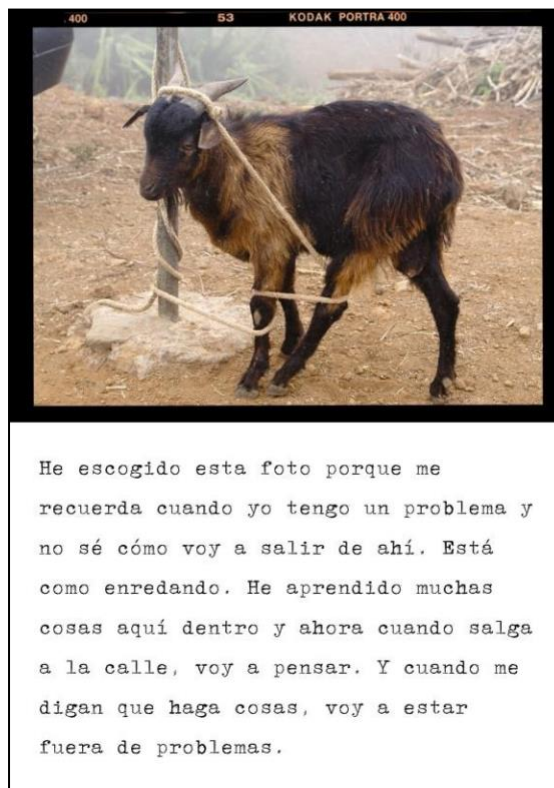 400 53 KODAK PORTRA 400
He escogido esta foto porque me
recuerda cuando yo tengo un problema y
no sé cómo voy a salir de ahí. Está
como enredando. He aprendido muchas
cosas aquí dentro y ahora cuando salga
a la calle, voy a pensar. Y cuando me
digan que haga cosas, voy a estar
fuera de problemas.